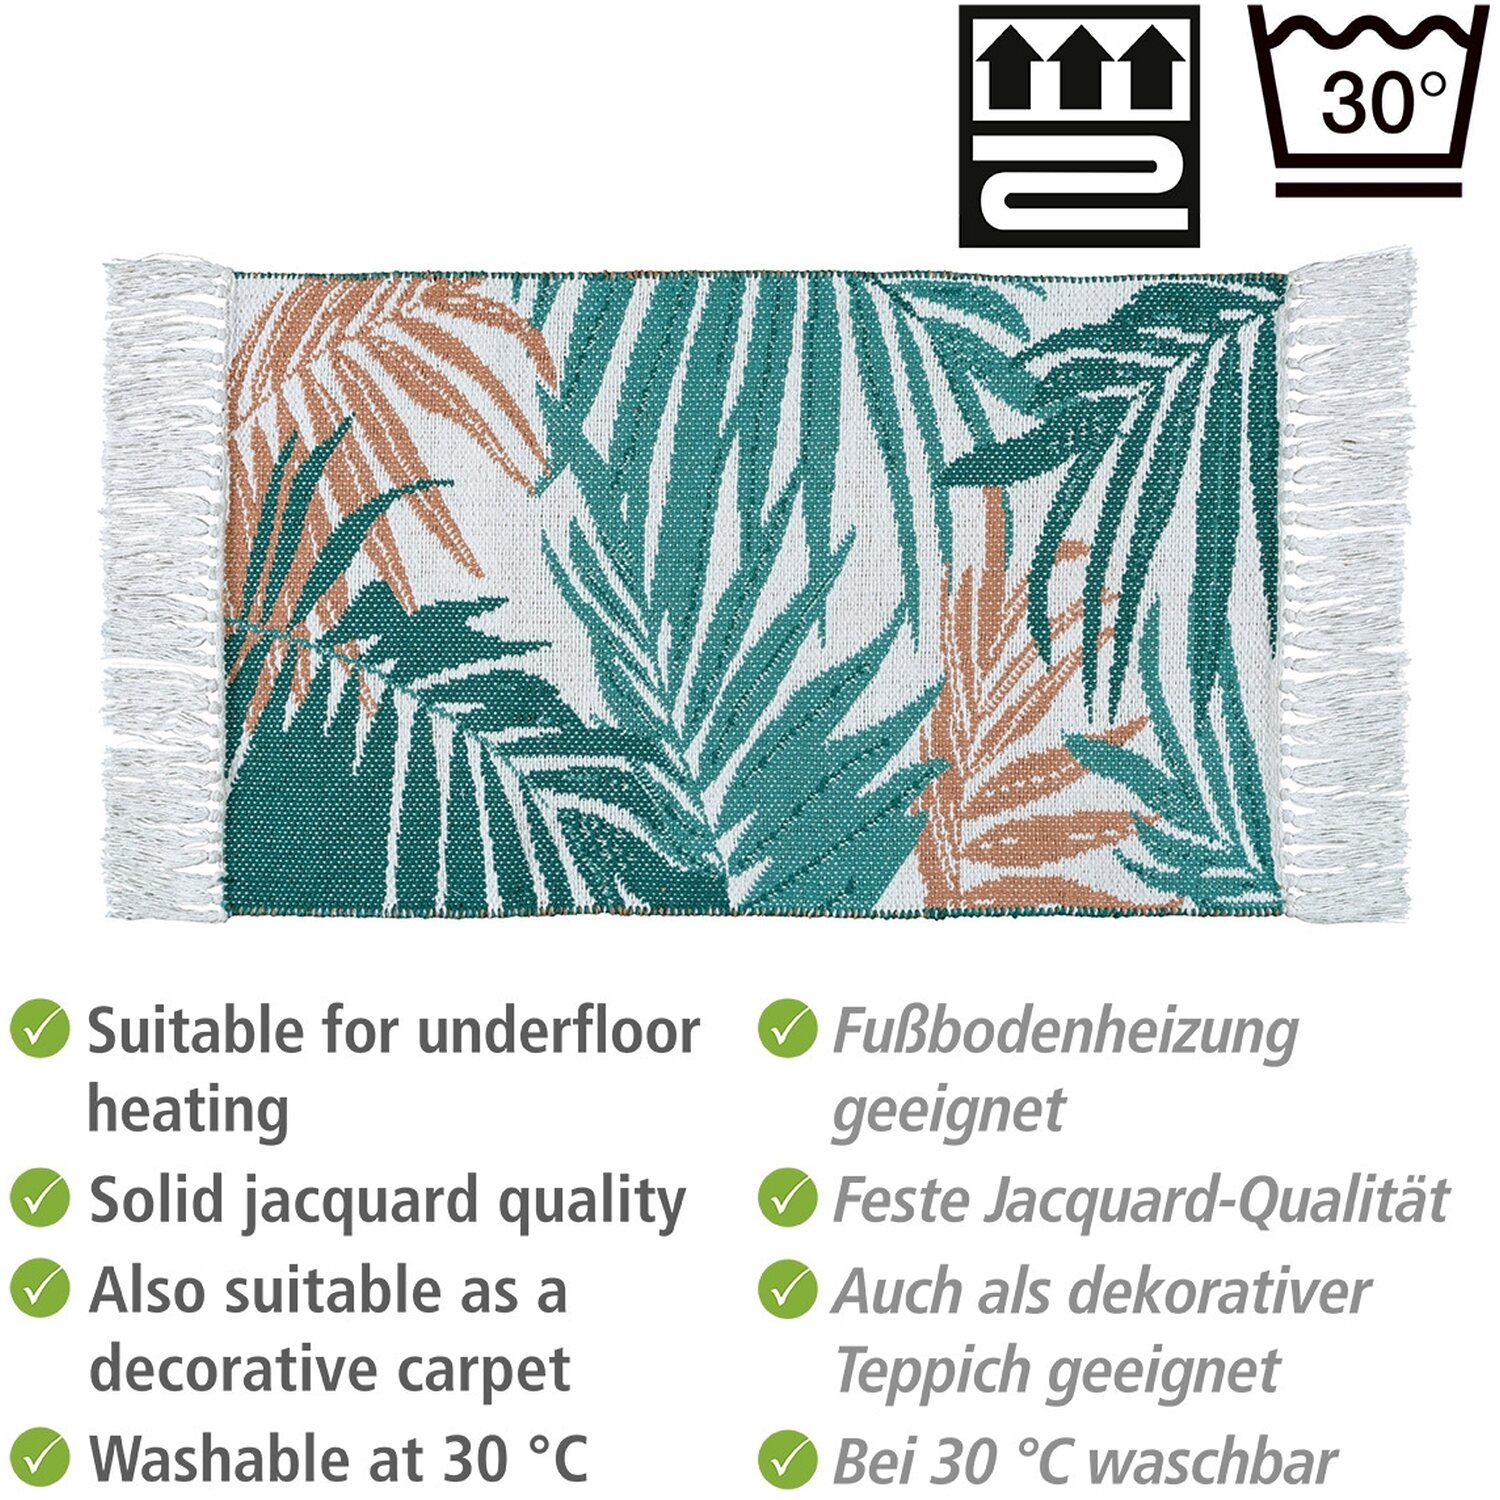 30°
Suitable for underfloor
heating
Solid jacquard quality
Also suitable as a
decorative carpet
Washable at 30 °C
Fußbodenheizung
geeignet
Feste Jacquard-Qualität
Auch als dekorativer
Teppich geeignet
Bei 30 °C waschbar